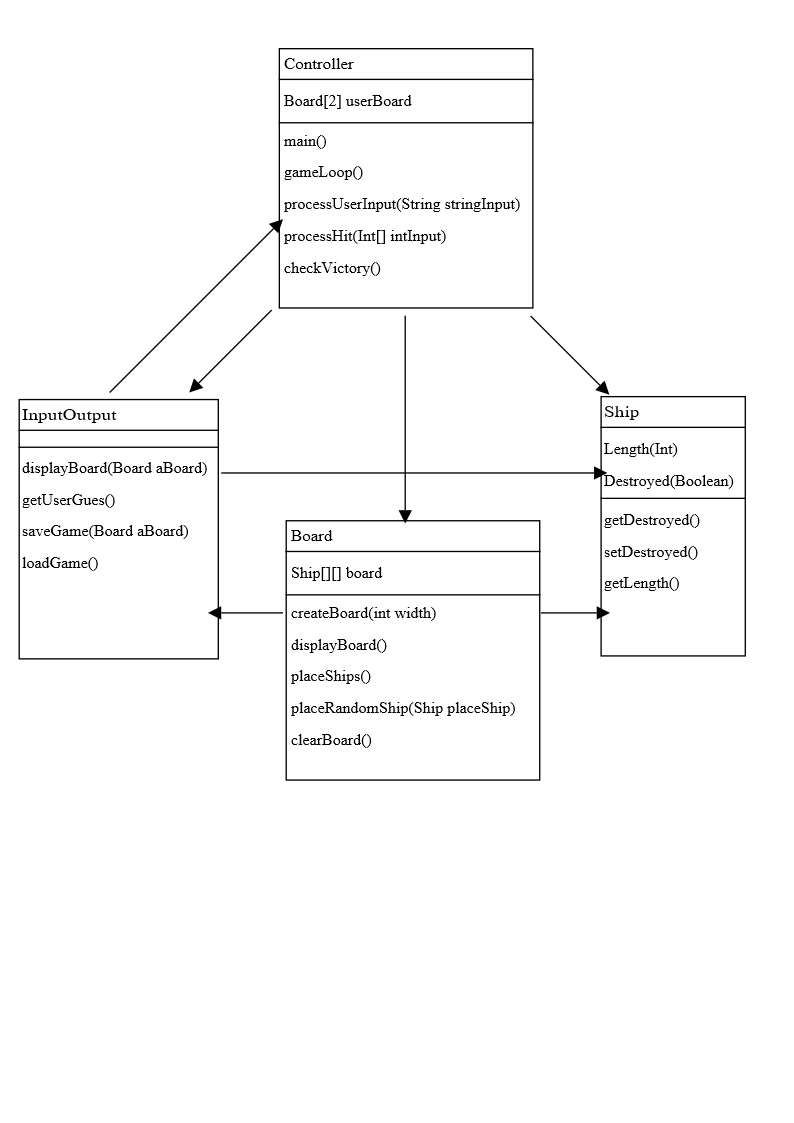 Controller
Board[2] userBoard
main()
gameLoop()
processUserInput(String stringInput)
processHit(Int[] intInput)
checkVictory()
InputOutput
displayBoard(Board aBoard)
getUserGues()
saveGame(Board aBoard)
loadGame()
Ship
Length(Int)
Destroyed(Boolean)
getDestroyed()
setDestroyed()
getLength()
Board
Ship[][] board
createBoard(int width)
displayBoard()
placeShips()
placeRandomShip(Ship placeShip)
clearBoard()